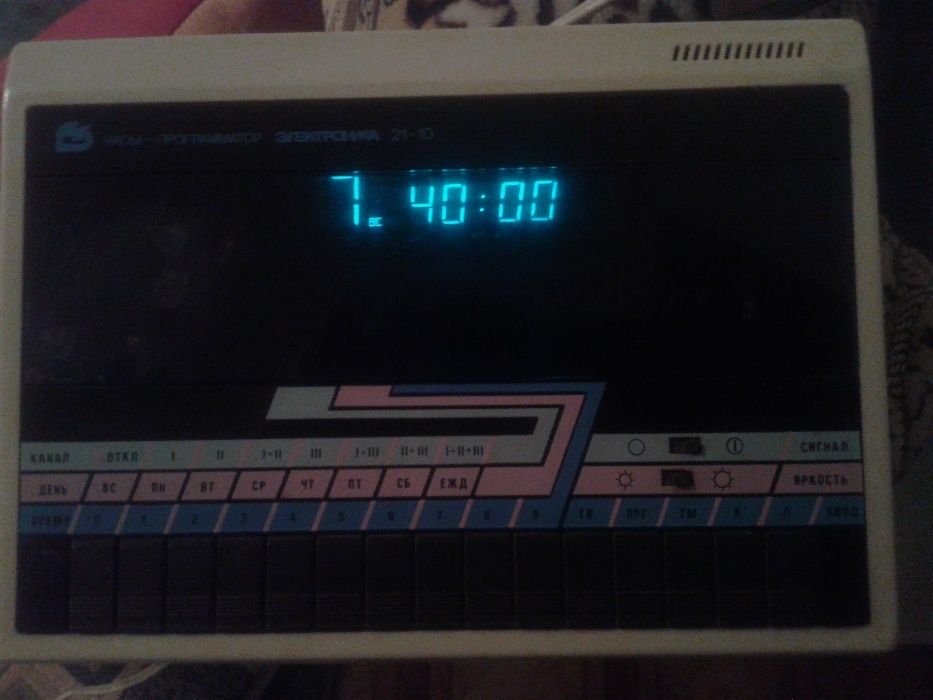 ЧАСЫ - ПРОГРАММАТОР ЭЛЕКТРОНИКА 21-10
7 ВС 40:00
КАНАЛ ОТКЛ I II I+II III I+III II+III I+II+III СИГНАЛ
ДЕНЬ ВС ПН ВТ СР ЧТ ПТ СБ ЕЖД ЯРКОСТЬ
ВРЕМЯ 0 1 2 3 4 5 6 7 8 9 ТВ ПРГ ТМ К П ВВОД